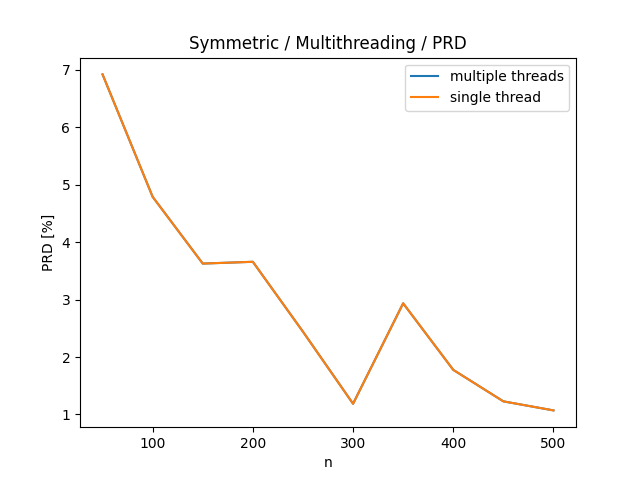 Symmetric / Multithreading / PRD
multiple threads
single thread
PRD [%]
7
6
5
4
3
2
1
100 200 300 400 500
n